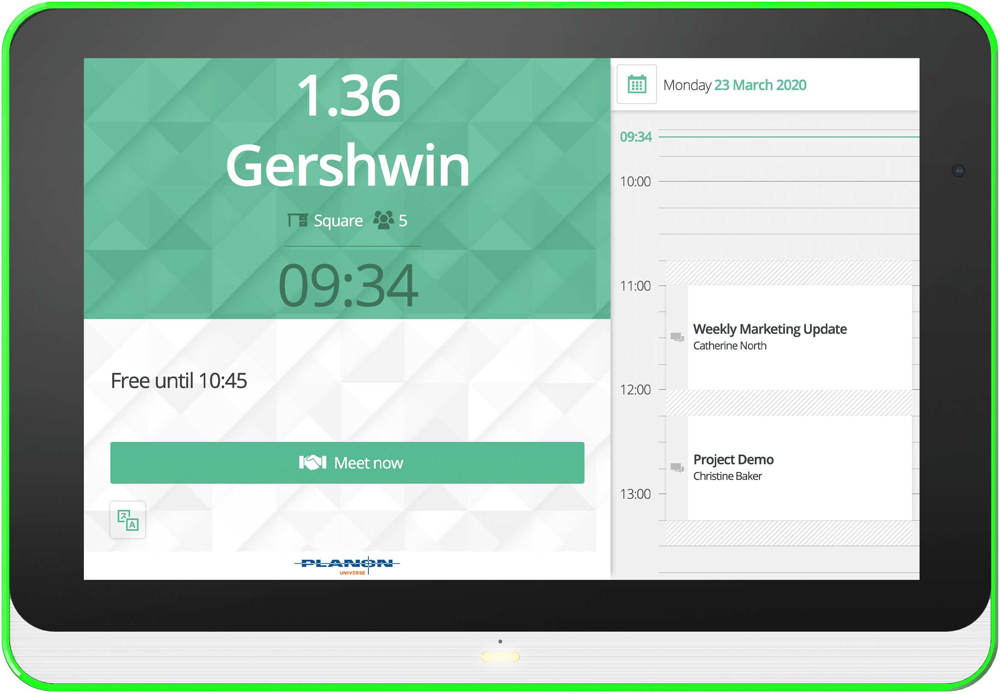 1.36
Gershwin
Square 5
09:34
Free until 10:45
Meet now
ス
A
PLANON
UNIVERSE
Monday 23 March 2020
09:34
10:00
11:00
Weekly Marketing Update
Catherine North
12:00
Project Demo
Christine Baker
13:00